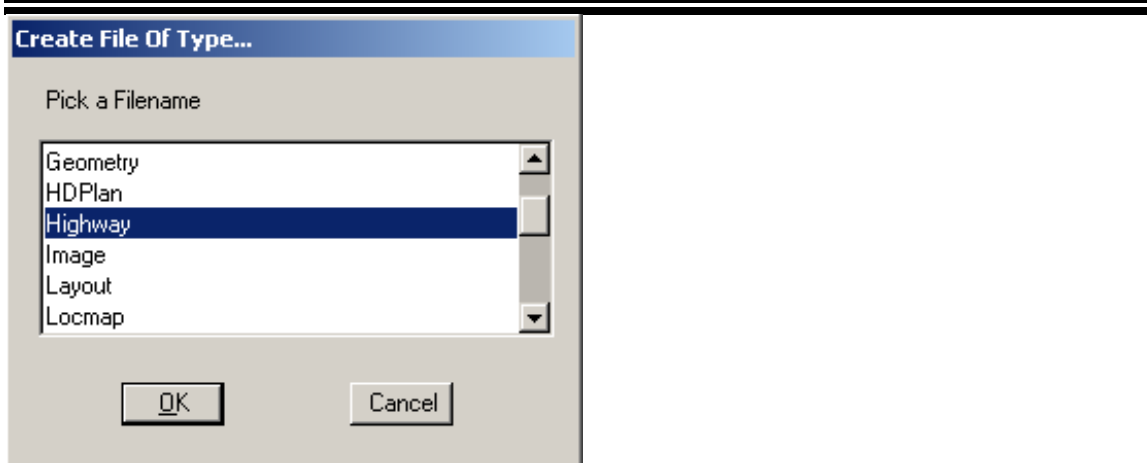 Create File Of Type...
Pick a Filename
Geometry
HDPlan
Highway
Image
Layout
Locmap
OK
Cancel